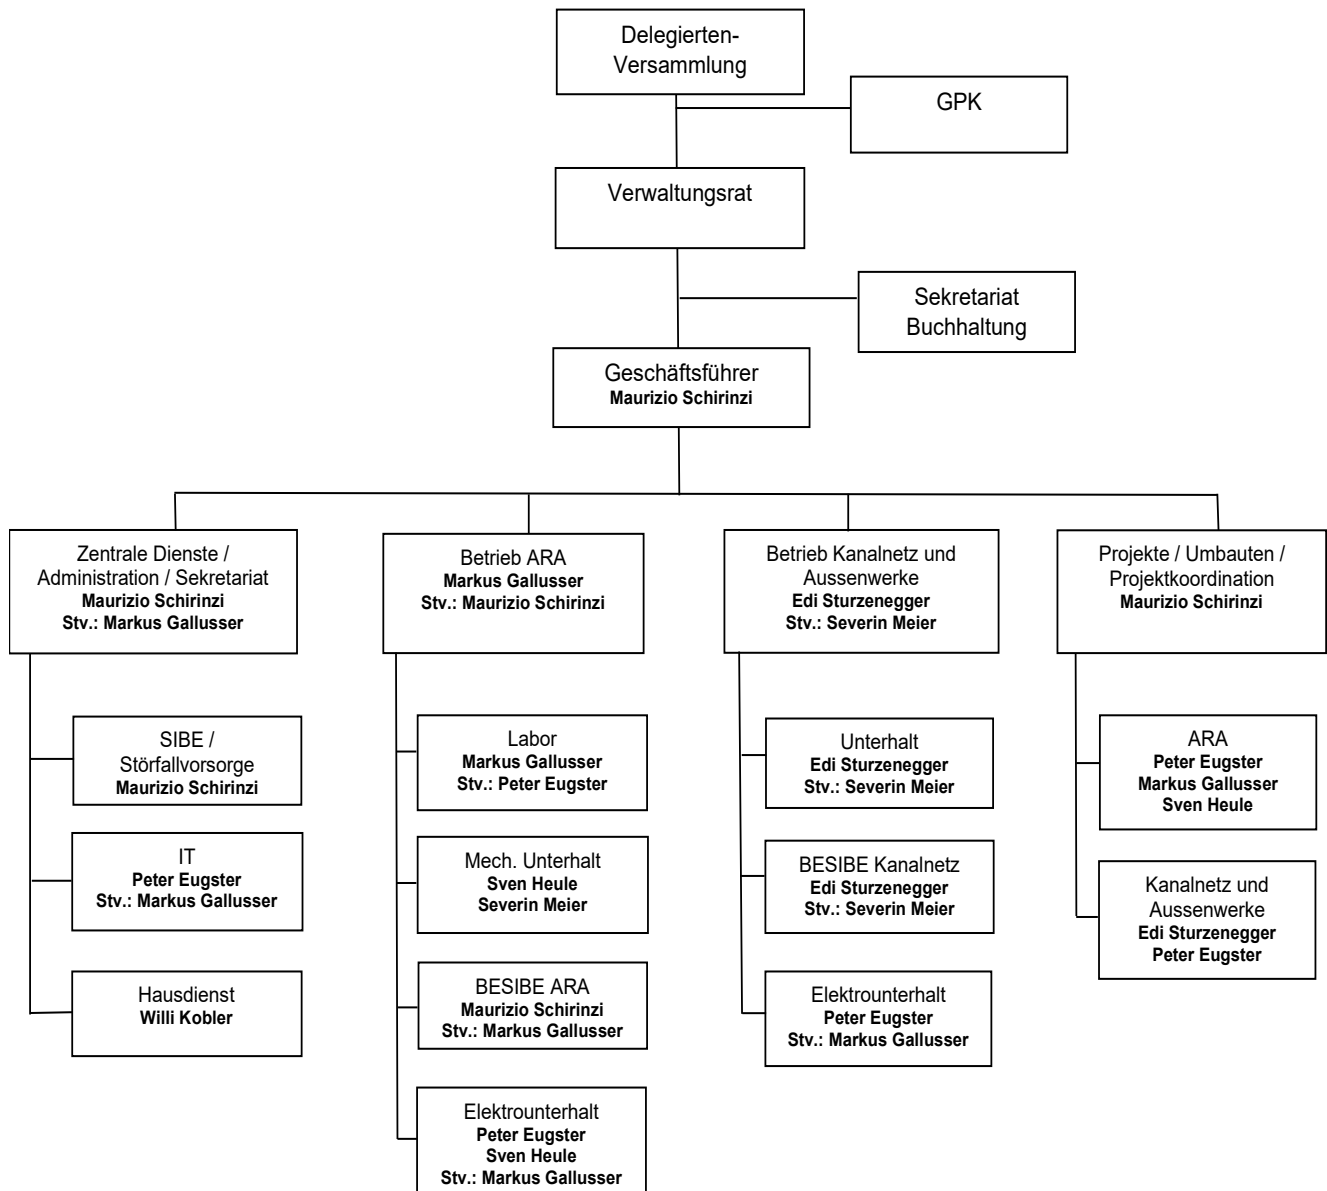 Delegierten-
Versammlung
GPK
Verwaltungsrat
Sekretariat
Buchhaltung
Geschäftsführer
Maurizio Schirinzi
Zentrale Dienste /
Administration / Sekretariat
Maurizio Schirinzi
Stv.: Markus Gallusser
Betrieb ARA
Markus Gallusser
Stv.: Maurizio Schirinzi
Betrieb Kanalnetz und
Aussenwerke
Edi Sturzenegger
Stv.: Severin Meier
Projekte / Umbauten /
Projektkoordination
Maurizio Schirinzi
SIBE /
Störfallvorsorge
Maurizio Schirinzi
IT
Peter Eugster
Stv.: Markus Gallusser
Hausdienst
Willi Kobler
Labor
Markus Gallusser
Stv.: Peter Eugster
Mech. Unterhalt
Sven Heule
Severin Meier
BESIBE ARA
Maurizio Schirinzi
Stv.: Markus Gallusser
Elektrounterhalt
Peter Eugster
Sven Heule
Stv.: Markus Gallusser
Unterhalt
Edi Sturzenegger
Stv.: Severin Meier
BESIBE Kanalnetz
Edi Sturzenegger
Stv.: Severin Meier
Elektrounterhalt
Peter Eugster
Stv.: Markus Gallusser
ARA
Peter Eugster
Markus Gallusser
Sven Heule
Kanalnetz und
Aussenwerke
Edi Sturzenegger
Peter Eugster